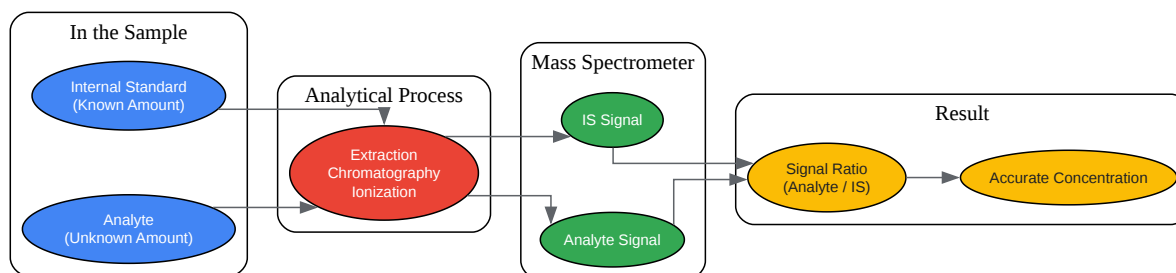 In the Sample
Internal Standard
(Known Amount)
Analyte
(Unknown Amount)
Analytical Process
Extraction
Chromatography
Ionization
Mass Spectrometer
IS Signal
Analyte Signal
Result
Signal Ratio
(Analyte / IS)
Accurate Concentration